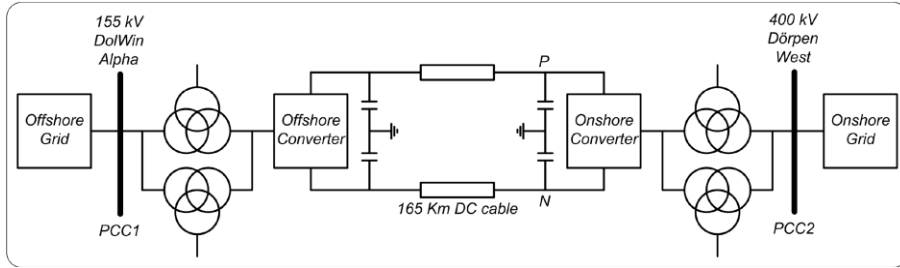 155 kV
DolWin
Alpha
400 kV
Dörpen
West
P
Offshore
Grid
Offshore
Converter
Onshore
Converter
Onshore
Grid
165 Km DC cable
N
PCC1
PCC2